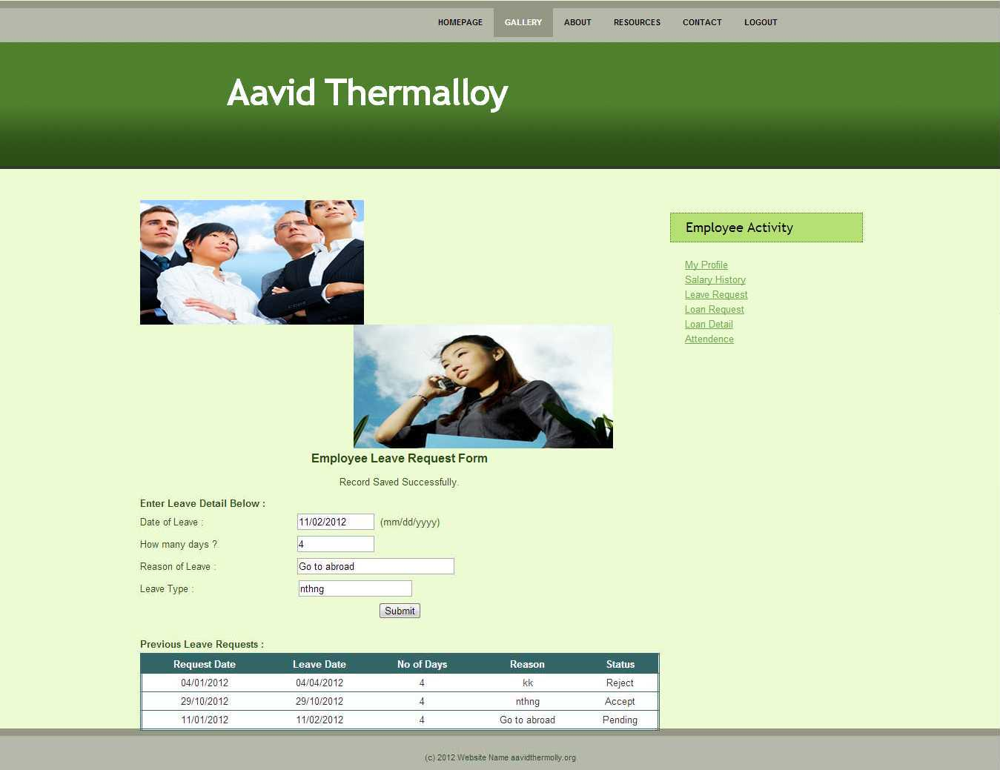 HOMEPAGE GALLERY ABOUT RESOURCES CONTACT LOGOUT
Aavid Thermalloy
Employee Activity
My Profile
Salary History
Leave Request
Loan Request
Loan Detail
Attendence
Employee Leave Request Form
Record Saved Successfully.
Enter Leave Detail Below :
Date of Leave : 11/02/2012 (mm/dd/yyyy)
How many days ? 4
Reason of Leave : Go to abroad
Leave Type : nthng
Submit
Previous Leave Requests :
Request Date Leave Date No of Days Reason Status
04/01/2012 04/04/2012 4 kk Reject
29/10/2012 29/10/2012 4 nthng Accept
11/01/2012 11/02/2012 4 Go to abroad Pending
(c) 2012 Website Name aavidthermolly.org.